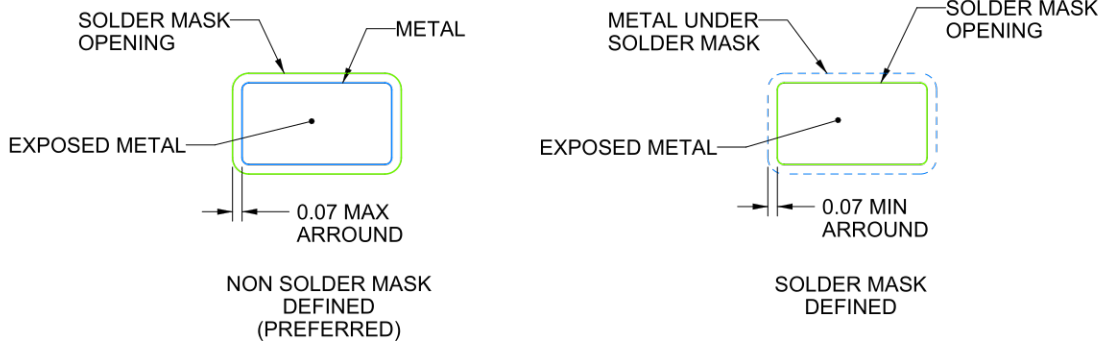 SOLDER MASK
OPENING
METAL
EXPOSED METAL
0.07 MAX
ARROUND
NON SOLDER MASK
DEFINED
(PREFERRED)
METAL UNDER
SOLDER MASK
SOLDER MASK
OPENING
EXPOSED METAL
0.07 MIN
ARROUND
SOLDER MASK
DEFINED